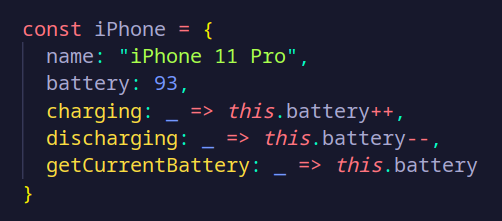 const iPhone = {
name: "iPhone 11 Pro",
battery: 93,
charging: _ => this.battery++,
discharging: _ => this.battery--,
getCurrentBattery: _ => this.battery
}